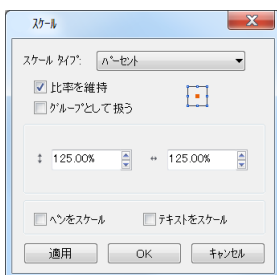 スケール
スケール ﾀｲﾌﾟ: ﾊﾟｰｾﾝﾄ
比率を維持
ｸﾞﾙｰﾌﾟとして扱う
125.00% 125.00%
ﾍﾟﾝをスケール テキストをスケール
適用 OK ｷｬﾝｾﾙ